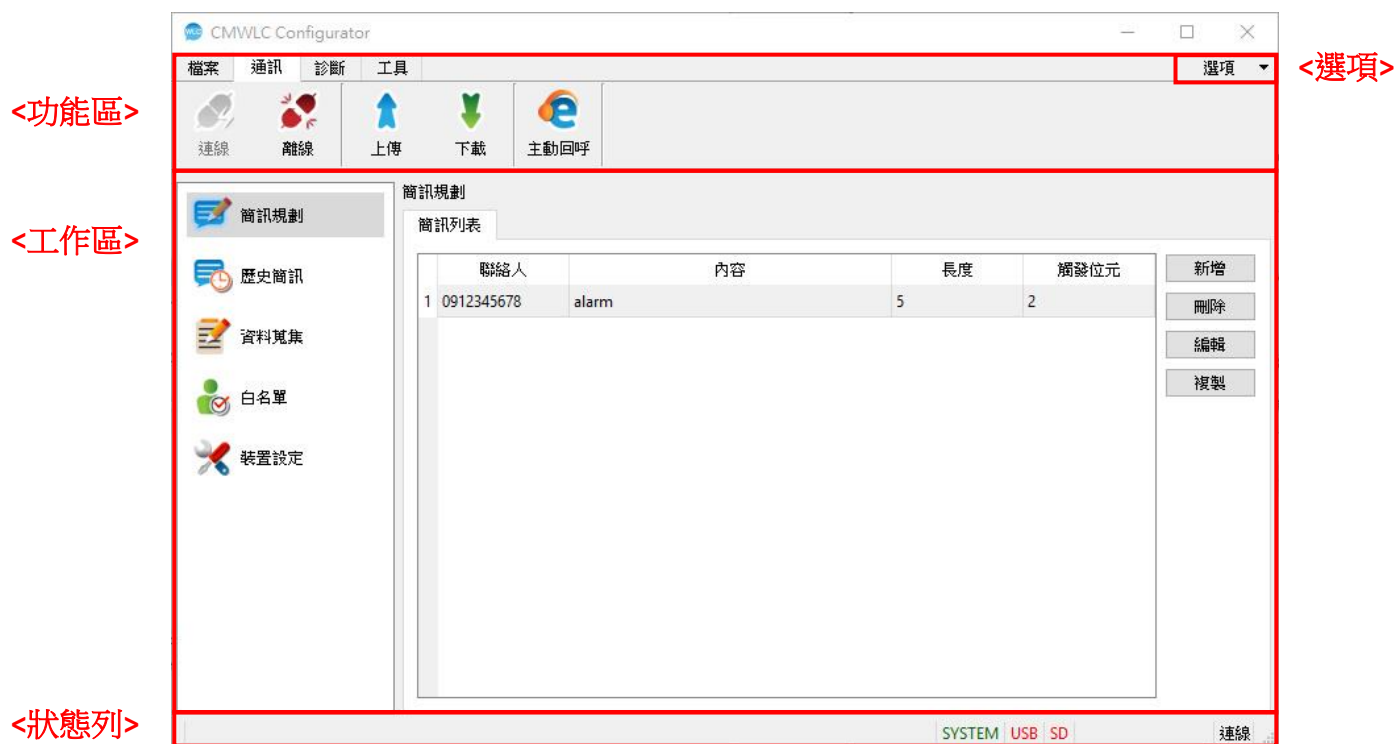 CMWLC Configurator
檔案 通訊 診斷 工具 選項
<選項>
<功能區>
連線 離線 上傳 下載 主動回呼
<工作區>
簡訊規劃
歷史簡訊
資料蒐集
白名單
裝置設定
簡訊規劃
簡訊列表
聯絡人 內容 長度 觸發位元
1 0912345678 alarm 5 2
新增
刪除
編輯
複製
<狀態列>
SYSTEM USB SD 連線